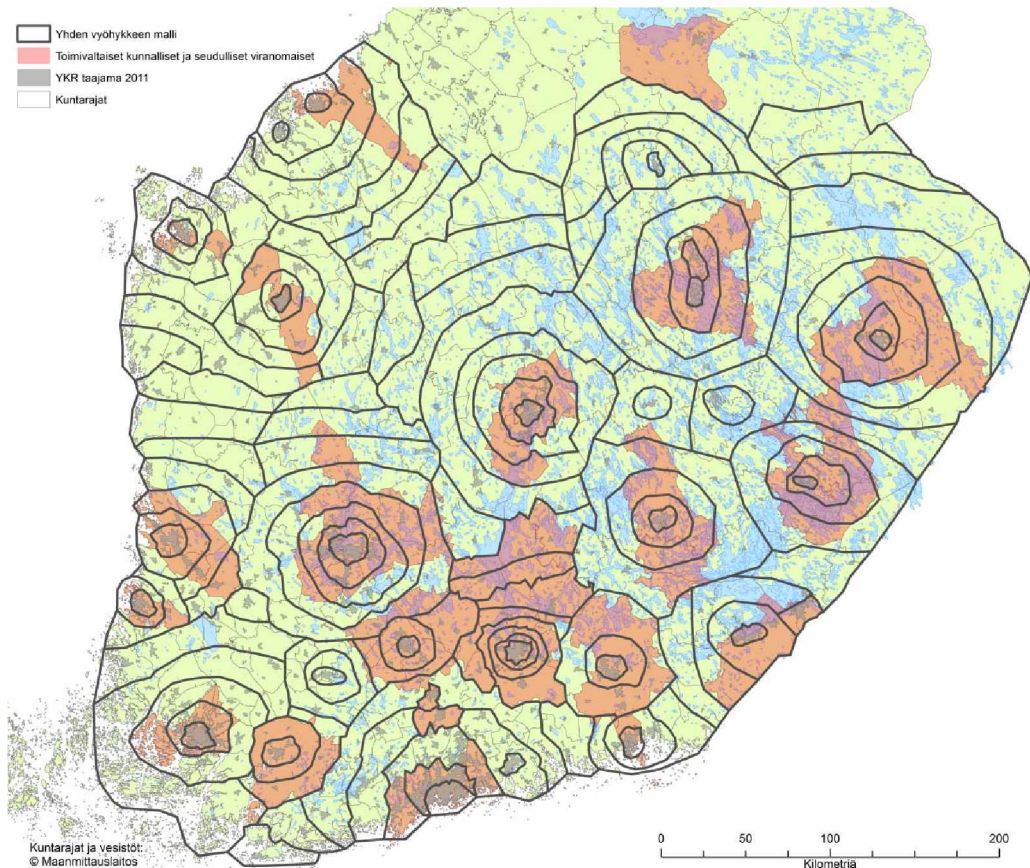 Yhden vyöhykkeen malli
Toimivaltaiset kunnalliset ja seudulliset viranomaiset
YKR taajama 2011
Kuntarajat
Kuntarajat ja vesistöt:
© Maanmittauslaitos
0 50 100 200
Kilometriä